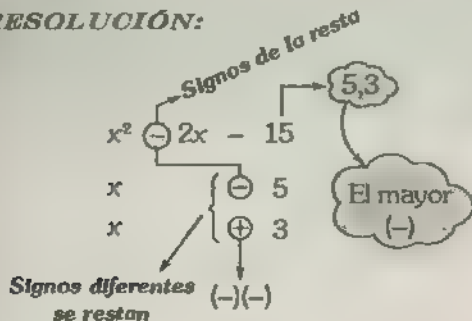 RESOLUCIÓN:
Signos de la resta
5,3
x² - 2x - 15
x - 5
x + 3
El mayor
(-)
Signos diferentes
se restan
(-)(-)